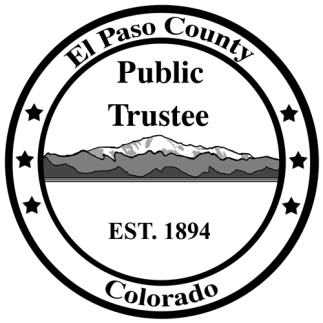 El Paso County
Public
Trustee
EST. 1894
Colorado